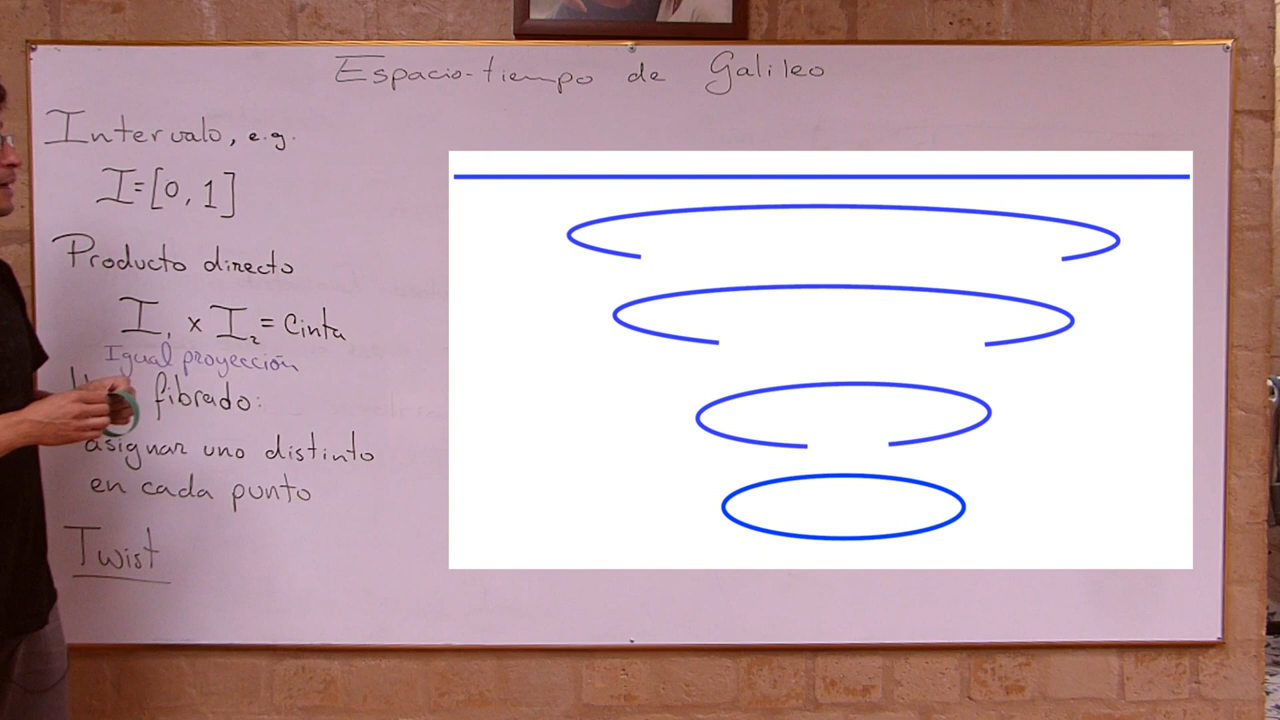 Espacio-tiempo de Galileo
Intervalo, e.g.
I=[0,1]
Producto directo
I₁ x I₂ = Cinta
Igual proyección
fibrado:
asignar uno distinto
en cada punto
Twist